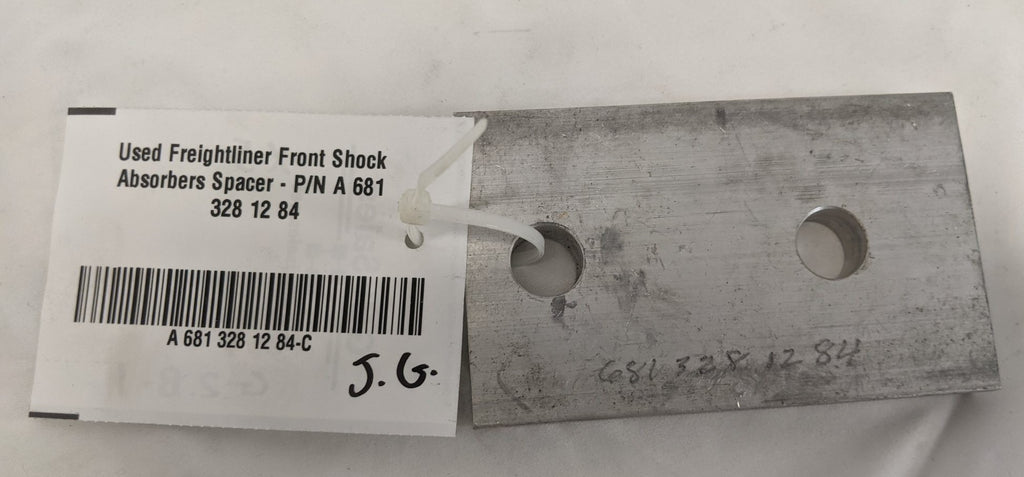 Used Freightliner Front Shock
Absorbers Spacer - P/N A 681
328 12 84
A 681 328 12 84-C
J.G.
681 328 12 84